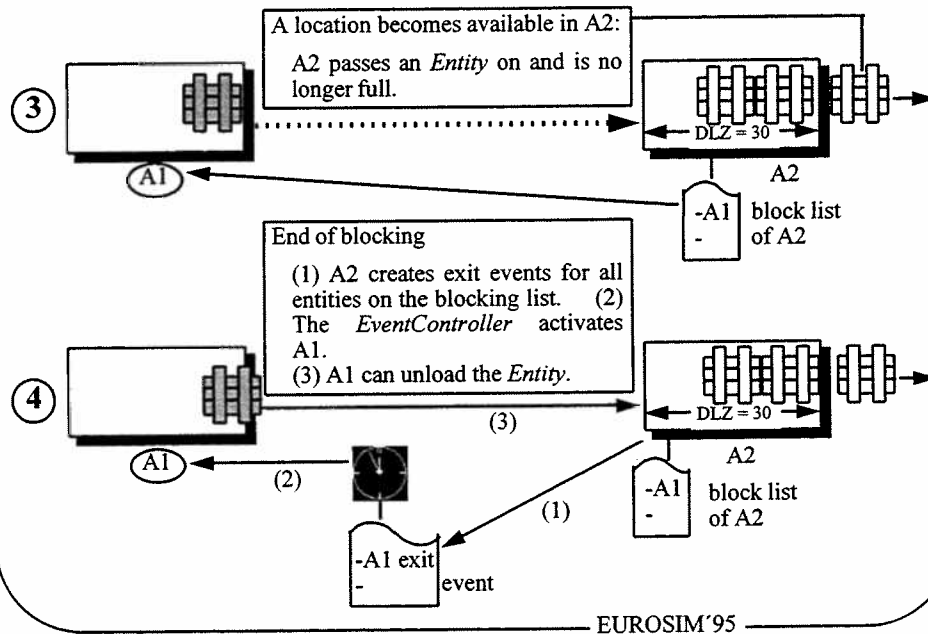 A location becomes available in A2:
A2 passes an Entity on and is no
longer full.
3
DLZ = 30
A1
A2
-A1
-
block list
of A2
End of blocking
(1) A2 creates exit events for all
entities on the blocking list. (2)
The EventController activates
A1.
(3) A1 can unload the Entity.
4
DLZ = 30
(3)
A1
(2)
A2
(1)
-A1
-
block list
of A2
-A1 exit
- event
EUROSIM´95